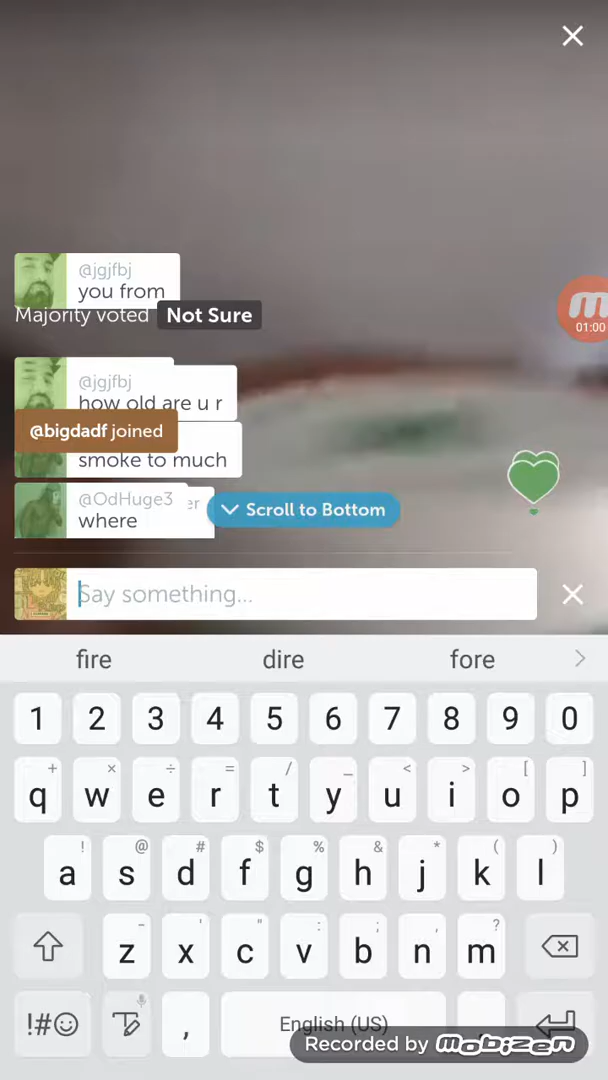 @jgjfbj
you from
Majority voted Not Sure
@jgjfbj
how old are u r
@bigdadf joined
smoke to much
@OdHuge3 er
where
Scroll to Bottom
Say something...
01:00
fire dire fore
1 2 3 4 5 6 7 8 9 0
+ × ÷ = / _ < > [ ]
q w e r t y u i o p
! @ # $ % & * ( )
a s d f g h j k l
- ' " : ; , ?
z x c v b n m
!#☺ , English (US) .
Recorded by mobizen